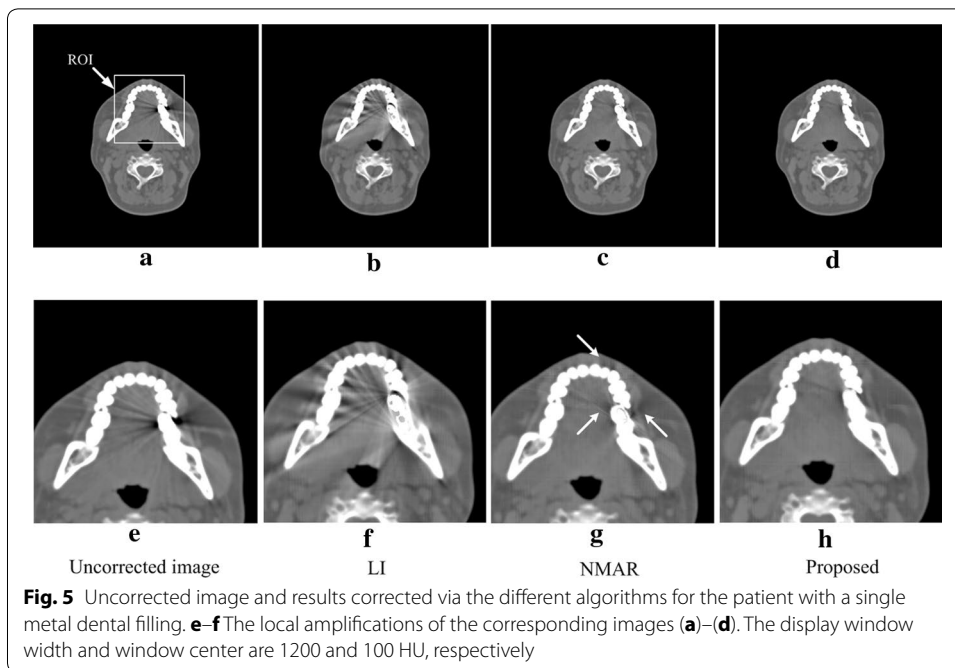 ROI
a b c d
e f g h
Uncorrected image LI NMAR Proposed
Fig. 5 Uncorrected image and results corrected via the different algorithms for the patient with a single
metal dental filling. e–f The local amplifications of the corresponding images (a)–(d). The display window
width and window center are 1200 and 100 HU, respectively